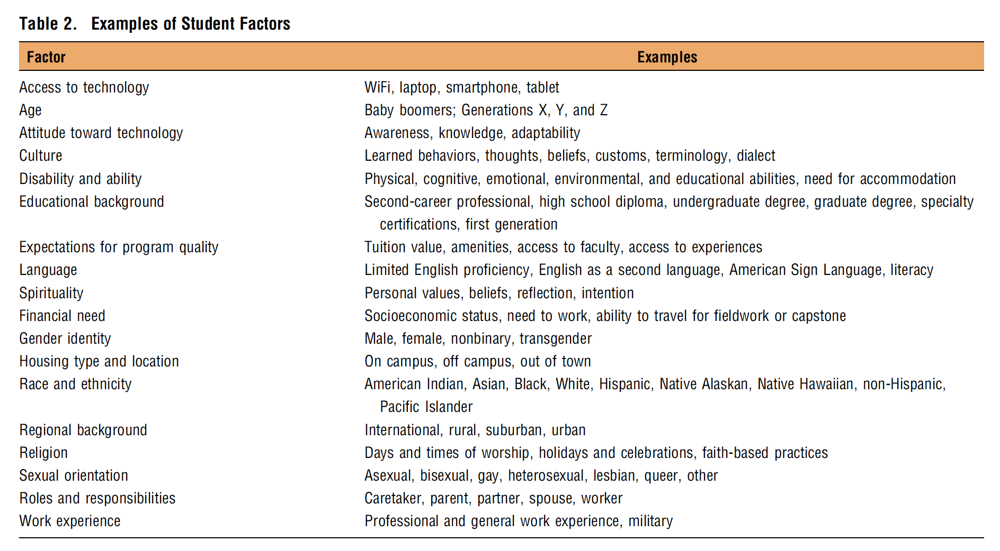 Table 2. Examples of Student Factors
Factor Examples
Access to technology WiFi, laptop, smartphone, tablet
Age Baby boomers; Generations X, Y, and Z
Attitude toward technology Awareness, knowledge, adaptability
Culture Learned behaviors, thoughts, beliefs, customs, terminology, dialect
Disability and ability Physical, cognitive, emotional, environmental, and educational abilities, need for accommodation
Educational background Second-career professional, high school diploma, undergraduate degree, graduate degree, specialty
certifications, first generation
Expectations for program quality Tuition value, amenities, access to faculty, access to experiences
Language Limited English proficiency, English as a second language, American Sign Language, literacy
Spirituality Personal values, beliefs, reflection, intention
Financial need Socioeconomic status, need to work, ability to travel for fieldwork or capstone
Gender identity Male, female, nonbinary, transgender
Housing type and location On campus, off campus, out of town
Race and ethnicity American Indian, Asian, Black, White, Hispanic, Native Alaskan, Native Hawaiian, non-Hispanic,
Pacific Islander
Regional background International, rural, suburban, urban
Religion Days and times of worship, holidays and celebrations, faith-based practices
Sexual orientation Asexual, bisexual, gay, heterosexual, lesbian, queer, other
Roles and responsibilities Caretaker, parent, partner, spouse, worker
Work experience Professional and general work experience, military